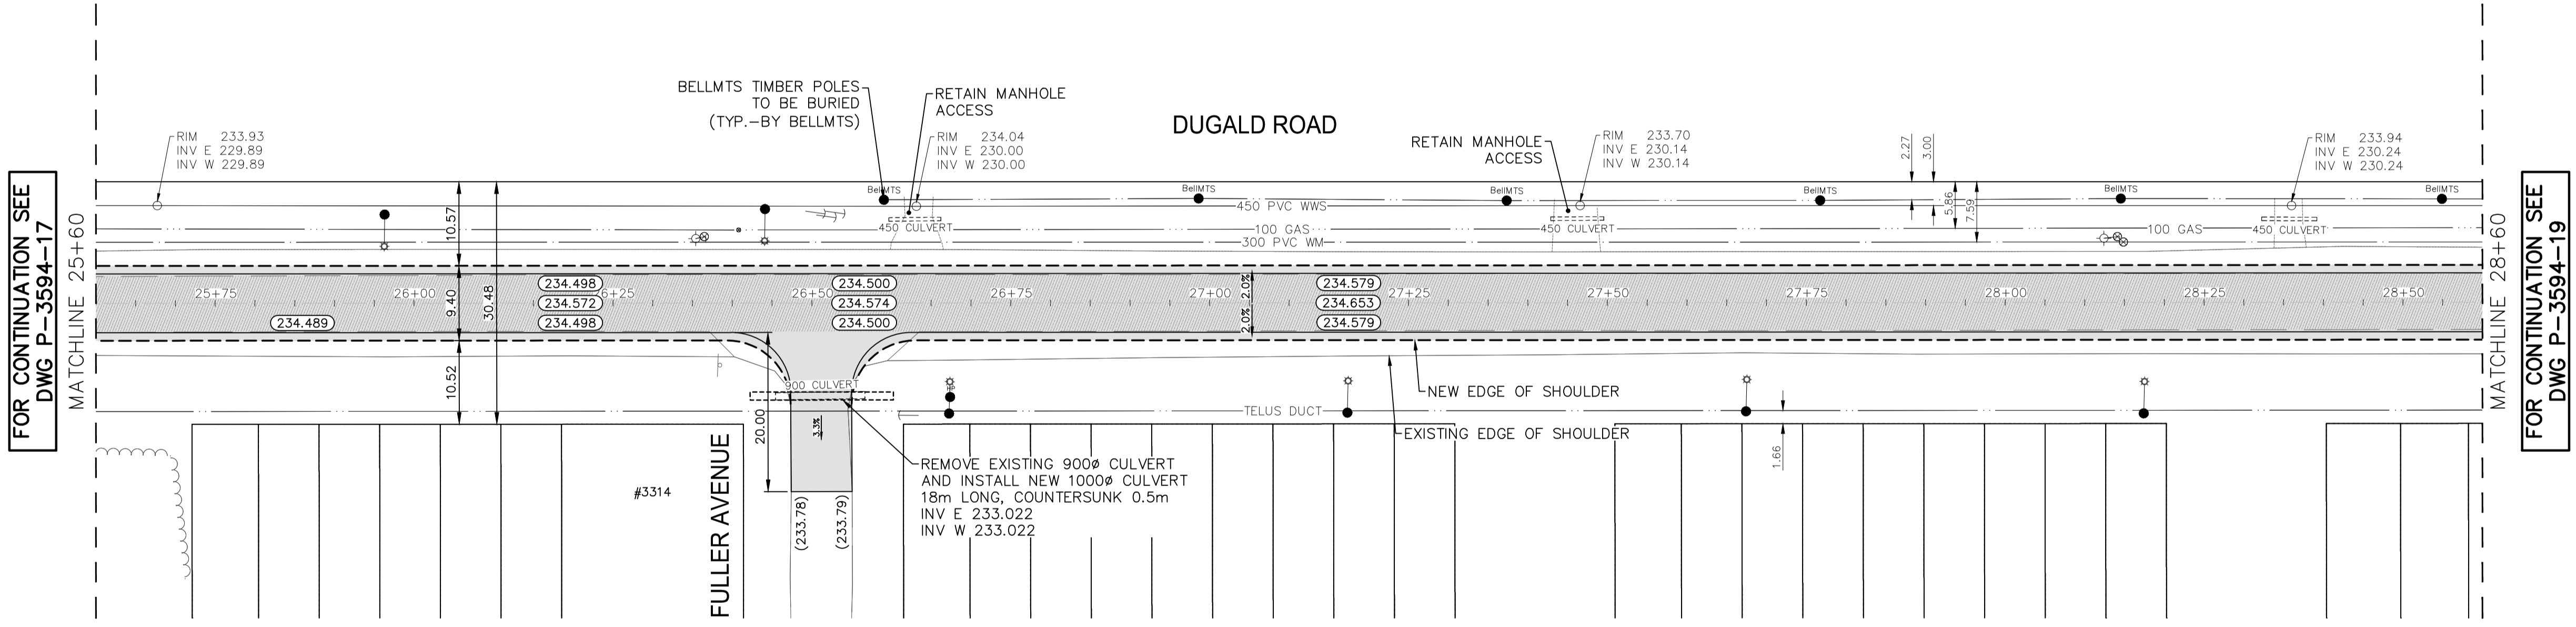 FOR CONTINUATION SEE
DWG P-3594-17
MATCHLINE 25+60
RIM 233.93
INV E 229.89
INV W 229.89
BELLMTS TIMBER POLES
TO BE BURIED
(TYP.-BY BELLMTS)
RETAIN MANHOLE
ACCESS
RIM 234.04
INV E 230.00
INV W 230.00
DUGALD ROAD
RETAIN MANHOLE
ACCESS
RIM 233.70
INV E 230.14
INV W 230.14
2.27
3.00
RIM 233.94
INV E 230.24
INV W 230.24
BellMTS
BellMTS
BellMTS
BellMTS
BellMTS
BellMTS
10.57
450 PVC WWS
5.86
7.59
450 CULVERT
100 GAS
450 CULVERT
100 GAS
450 CULVERT
300 PVC WM
9.40
30.48
10.52
25+75
26+00
234.498
234.572
234.498
26+25
234.489
26+50
234.500
234.574
234.500
26+75
27+00
2.0%
2.0%
234.579
234.653
234.579
27+25
27+50
27+75
28+00
28+25
28+50
900 CULVERT
20.00
3.3%
TELUS DUCT
NEW EDGE OF SHOULDER
EXISTING EDGE OF SHOULDER
1.66
#3314
FULLER AVENUE
(233.78)
(233.79)
REMOVE EXISTING 900ø CULVERT
AND INSTALL NEW 1000ø CULVERT
18m LONG, COUNTERSUNK 0.5m
INV E 233.022
INV W 233.022
MATCHLINE 28+60
FOR CONTINUATION SEE
DWG P-3594-19